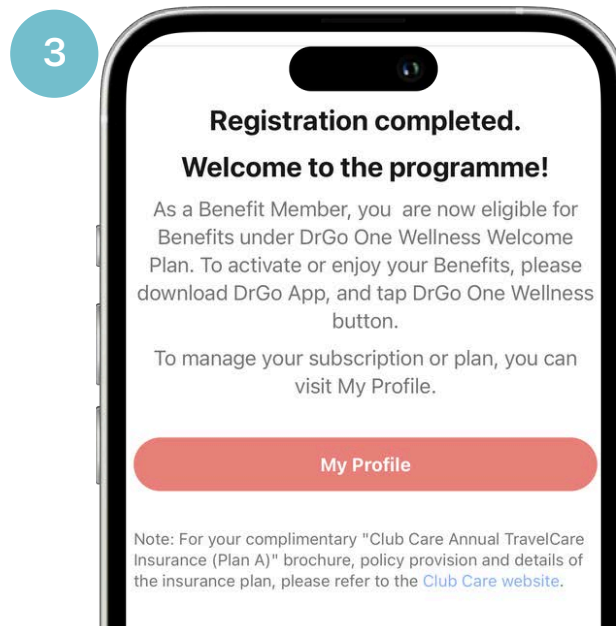 3
Registration completed.
Welcome to the programme!
As a Benefit Member, you are now eligible for
Benefits under DrGo One Wellness Welcome
Plan. To activate or enjoy your Benefits, please
download DrGo App, and tap DrGo One Wellness
button.
To manage your subscription or plan, you can
visit My Profile.
My Profile
Note: For your complimentary "Club Care Annual TravelCare
Insurance (Plan A)" brochure, policy provision and details of
the insurance plan, please refer to the Club Care website.